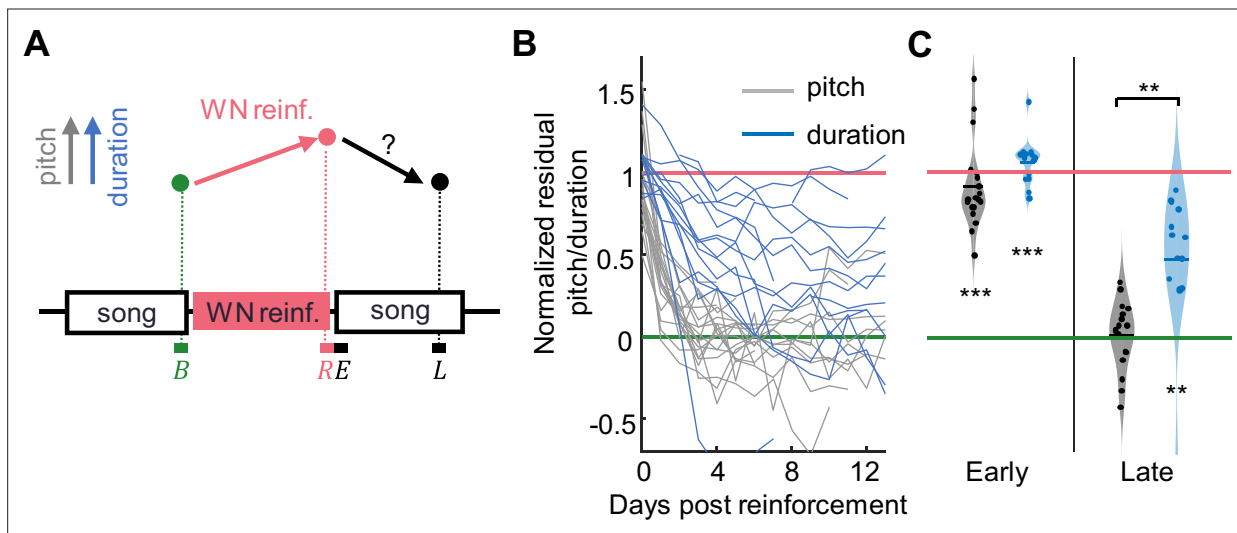 A
WN reinf.
?
pitch
duration
song
WN reinf.
song
B
R
E
L
B
Normalized residual
pitch/duration
1.5
1
0.5
0
-0.5
0
4
8
12
Days post reinforcement
pitch
duration
C
**
***
***
**
Early
Late